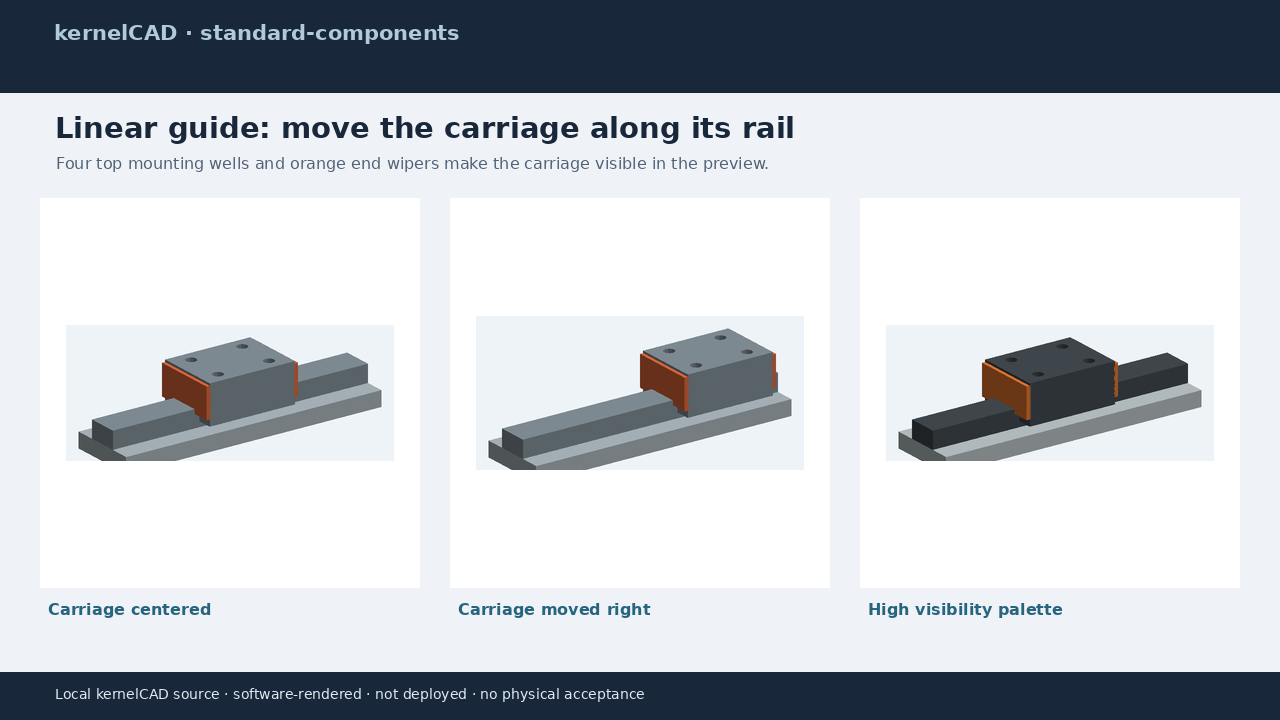 kernelCAD · standard-components
Linear guide: move the carriage along its rail
Four top mounting wells and orange end wipers make the carriage visible in the preview.
Carriage centered
Carriage moved right
High visibility palette
Local kernelCAD source · software-rendered · not deployed · no physical acceptance